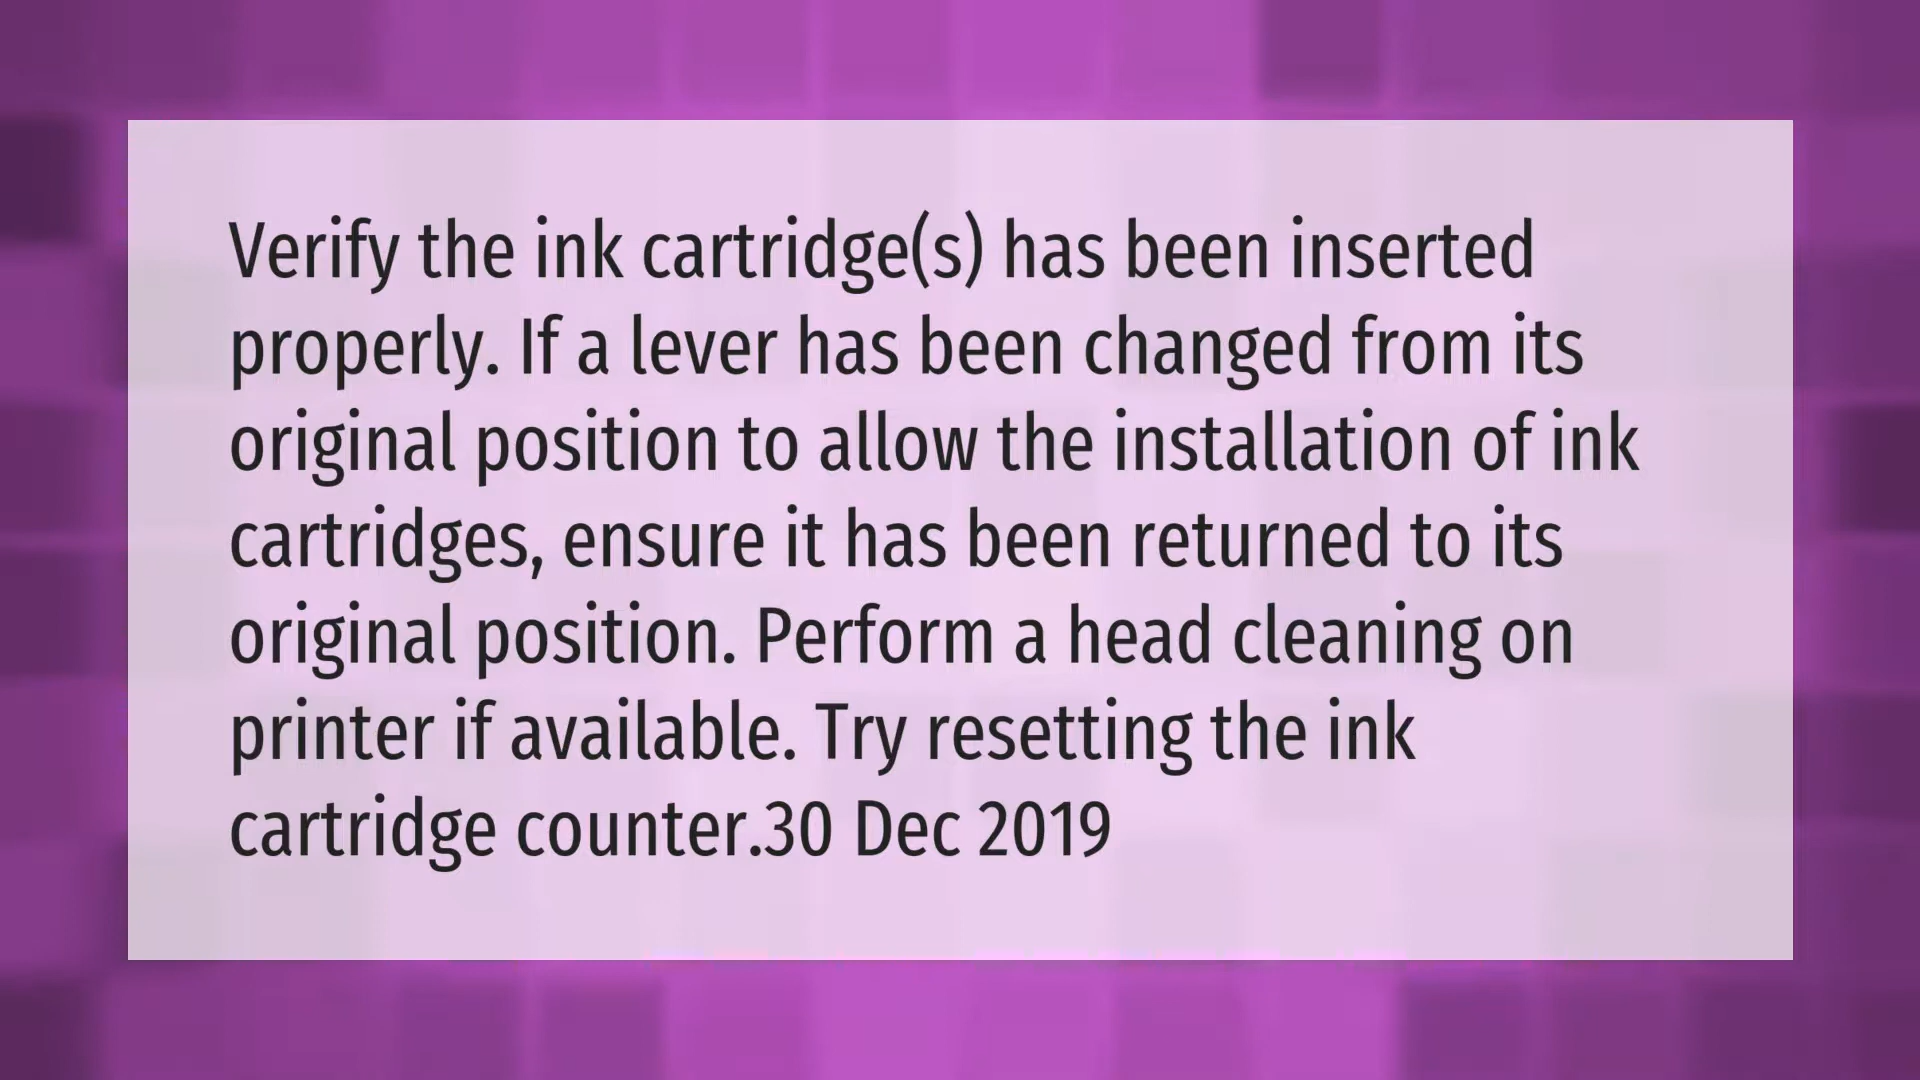 Verify the ink cartridge(s) has been inserted
properly. If a lever has been changed from its
original position to allow the installation of ink
cartridges, ensure it has been returned to its
original position. Perform a head cleaning on
printer if available. Try resetting the ink
cartridge counter.30 Dec 2019